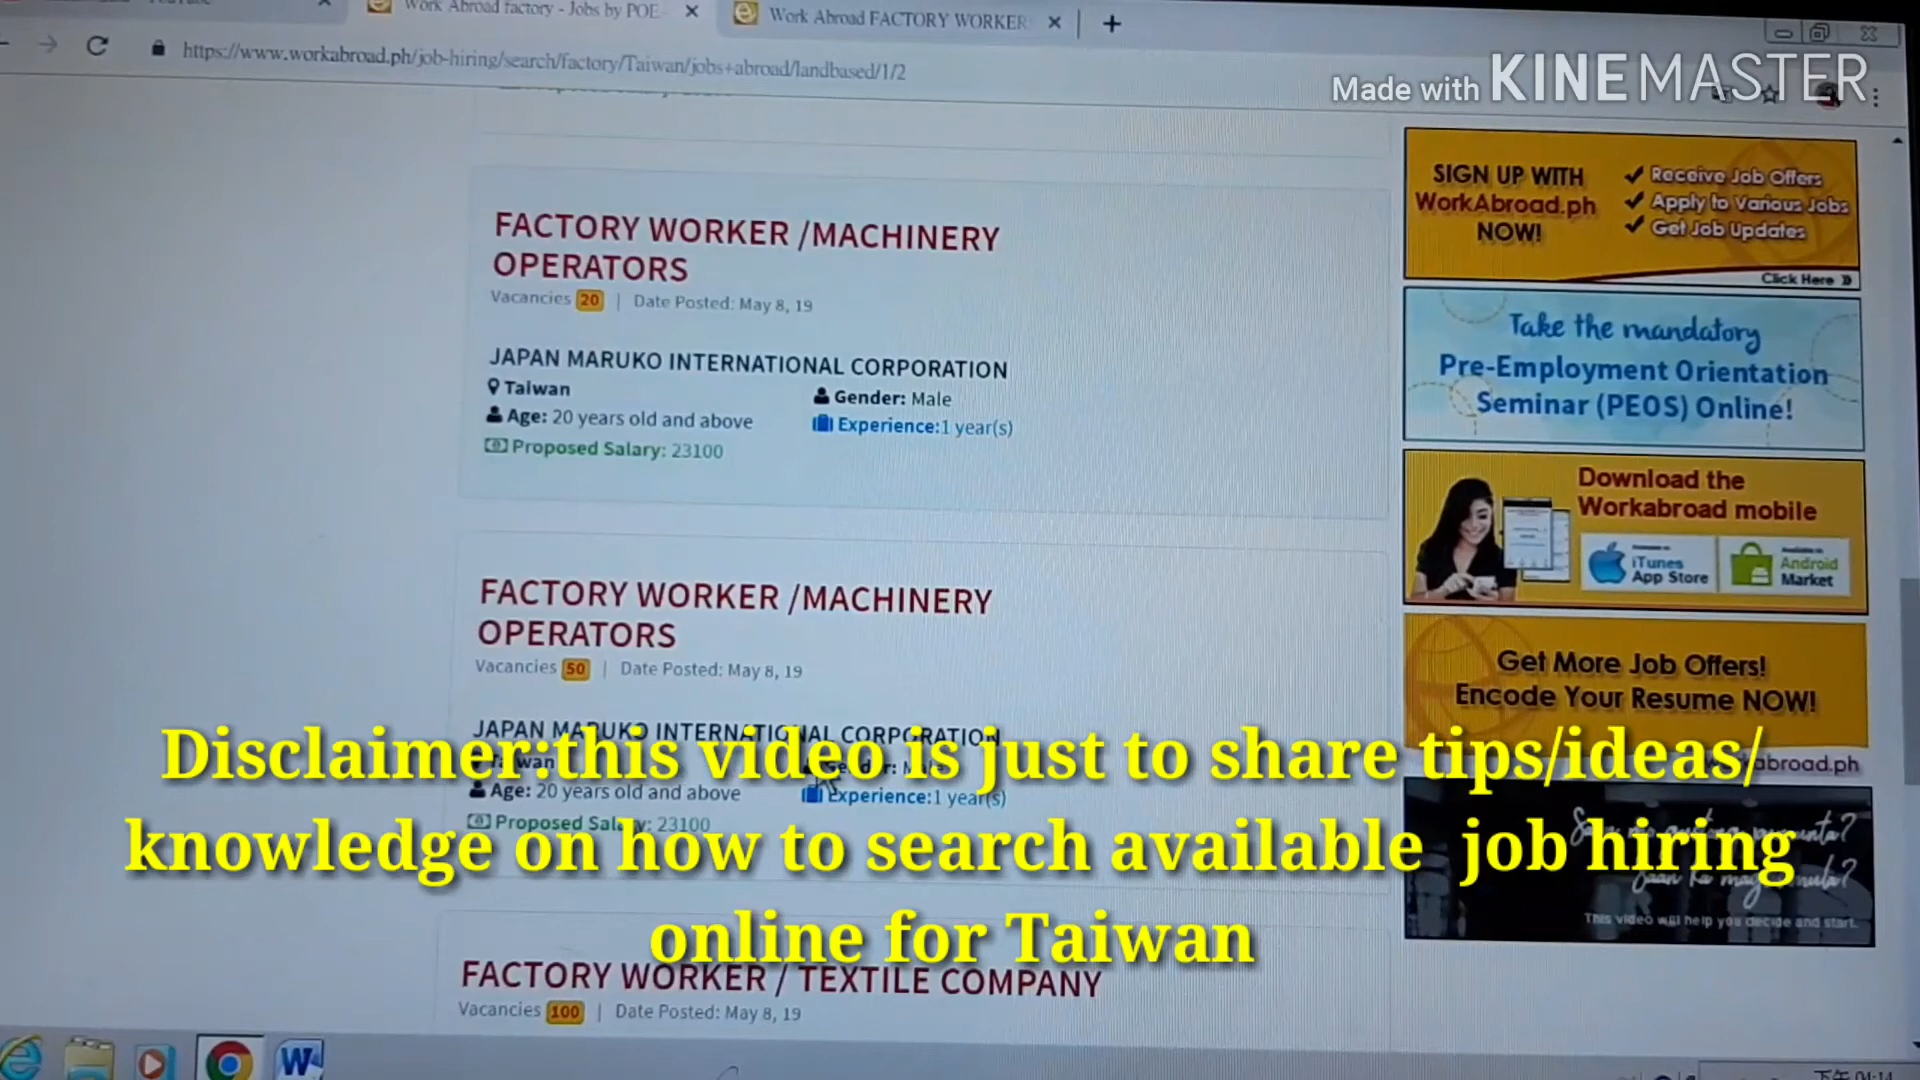 Work Abroad factory - Jobs by POE
Work Abroad FACTORY WORKER
https://www.workabroad.ph/job-hiring/search/factory/Taiwan/jobs+abroad/landbased/1/2
Made with KINEMASTER
FACTORY WORKER /MACHINERY
OPERATORS
Vacancies 20 | Date Posted: May 8, 19
JAPAN MARUKO INTERNATIONAL CORPORATION
Taiwan
Gender: Male
Age: 20 years old and above
Experience:1 year(s)
Proposed Salary: 23100
FACTORY WORKER /MACHINERY
OPERATORS
Vacancies 50 | Date Posted: May 8, 19
JAPAN MARUKO INTERNATIONAL CORPORATION
Taiwan
Gender: Male
Age: 20 years old and above
Experience:1 year(s)
Proposed Salary: 23100
FACTORY WORKER / TEXTILE COMPANY
Vacancies 100 | Date Posted: May 8, 19
SIGN UP WITH
WorkAbroad.ph
NOW!
Receive Job Offers
Apply to Various Jobs
Get Job Updates
Click Here
Take the mandatory
Pre-Employment Orientation
Seminar (PEOS) Online!
Download the
Workabroad mobile
iTunes
App Store
Android
Market
Get More Job Offers!
Encode Your Resume NOW!
abroad.ph
This video will help you decide and start.
Disclaimer:this video is just to share tips/ideas/
knowledge on how to search available job hiring
online for Taiwan
下午 04:14